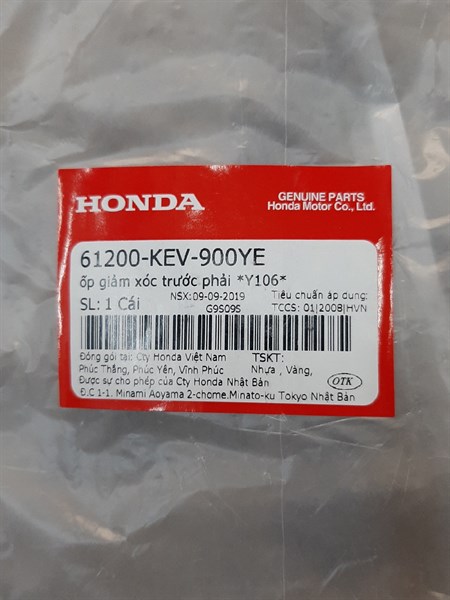 HONDA
GENUINE PARTS
Honda Motor Co., Ltd.
61200-KEV-900YE
ốp giảm xóc trước phải *Y106*
SL: 1 Cái
NSX: 09-09-2019
G9S09S
Tiêu chuẩn áp dụng:
TCCS: 01|2008|HVN
Đóng gói tại: Cty Honda Việt Nam
Phúc Thắng, Phúc Yên, Vĩnh Phúc
Được sự cho phép của Cty Honda Nhật Bản
Đ.C 1-1. Minami Aoyama 2-chome.Minato-ku Tokyo Nhật Bản
TSKT:
Nhựa , Vàng,
OTK